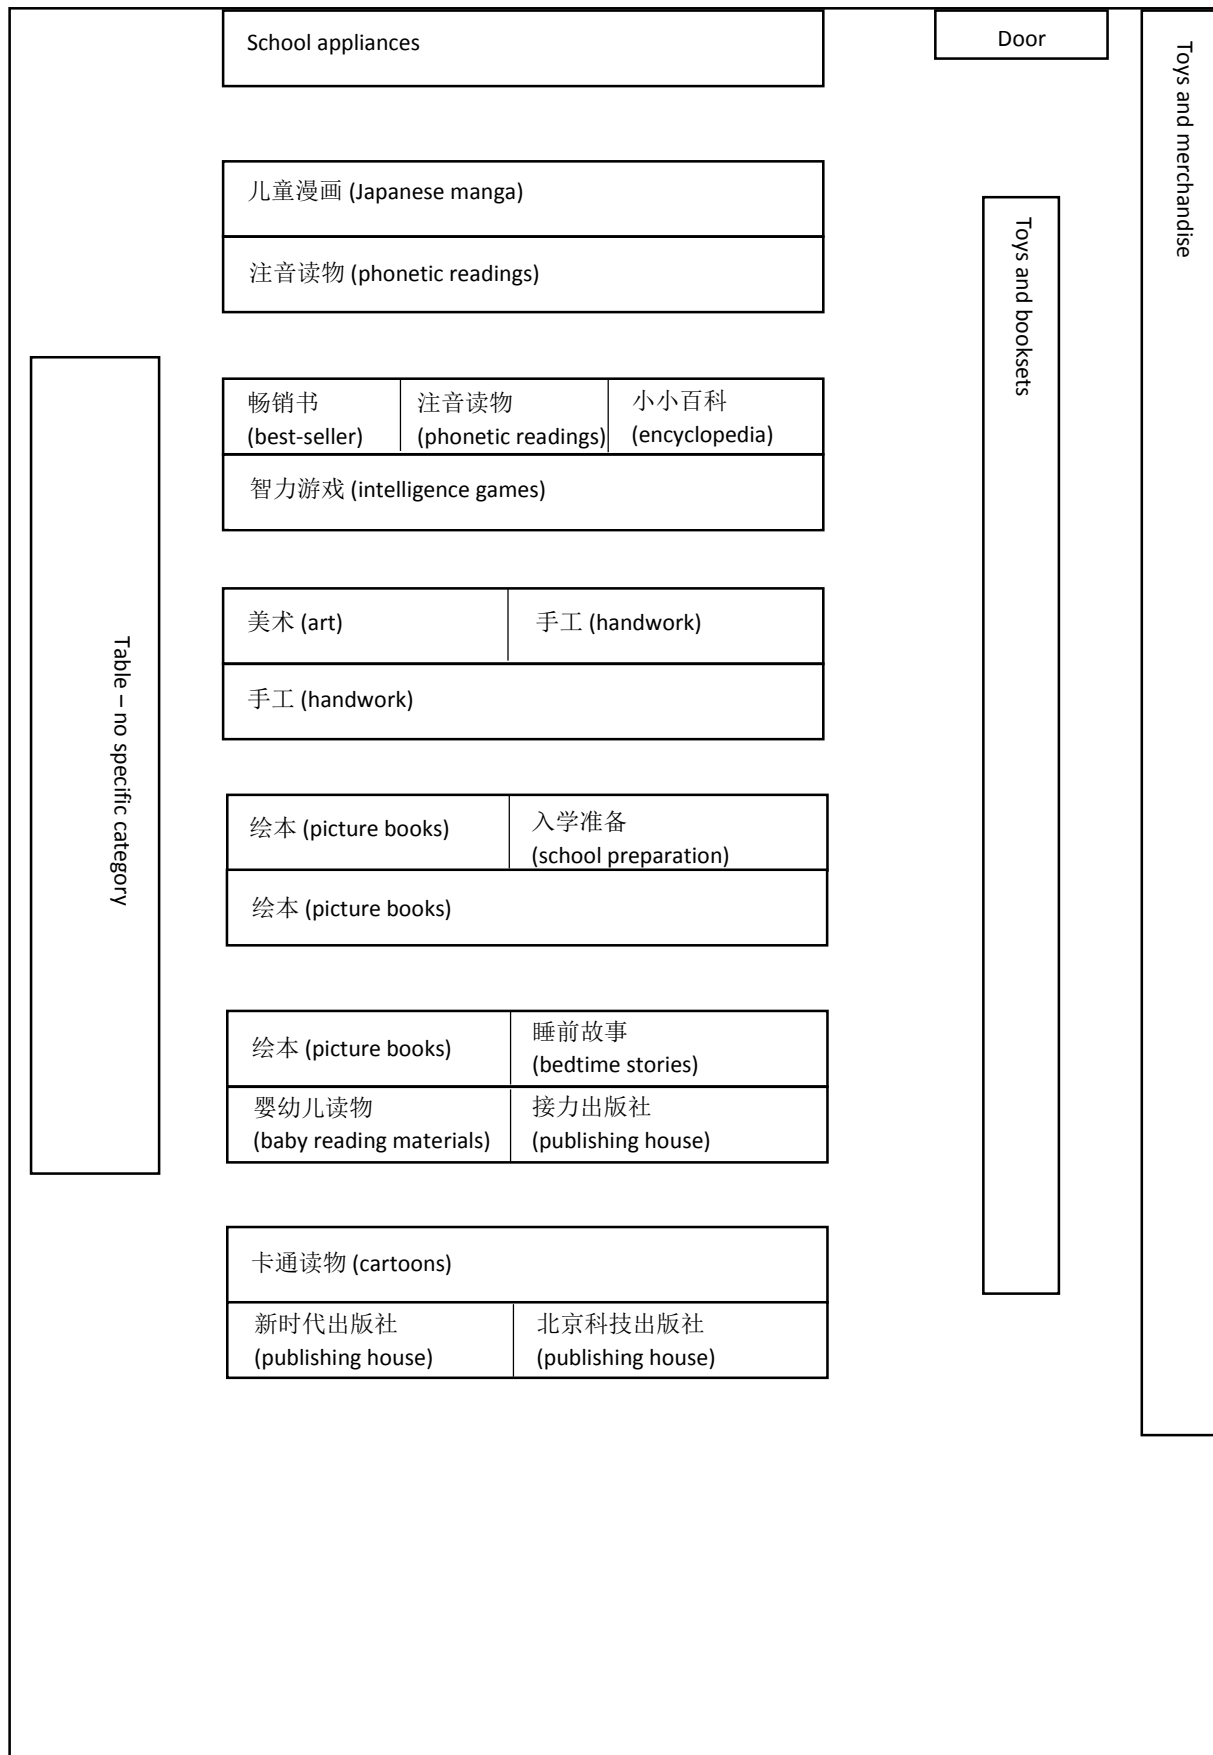 School appliances
Door
Toys and merchandise
儿童漫画 (Japanese manga)
注音读物 (phonetic readings)
Toys and booksets
畅销书
(best-seller)
注音读物
(phonetic readings)
小小百科
(encyclopedia)
智力游戏 (intelligence games)
美术 (art)
手工 (handwork)
手工 (handwork)
Table – no specific category
绘本 (picture books)
入学准备
(school preparation)
绘本 (picture books)
绘本 (picture books)
睡前故事
(bedtime stories)
婴幼儿读物
(baby reading materials)
接力出版社
(publishing house)
卡通读物 (cartoons)
新时代出版社
(publishing house)
北京科技出版社
(publishing house)